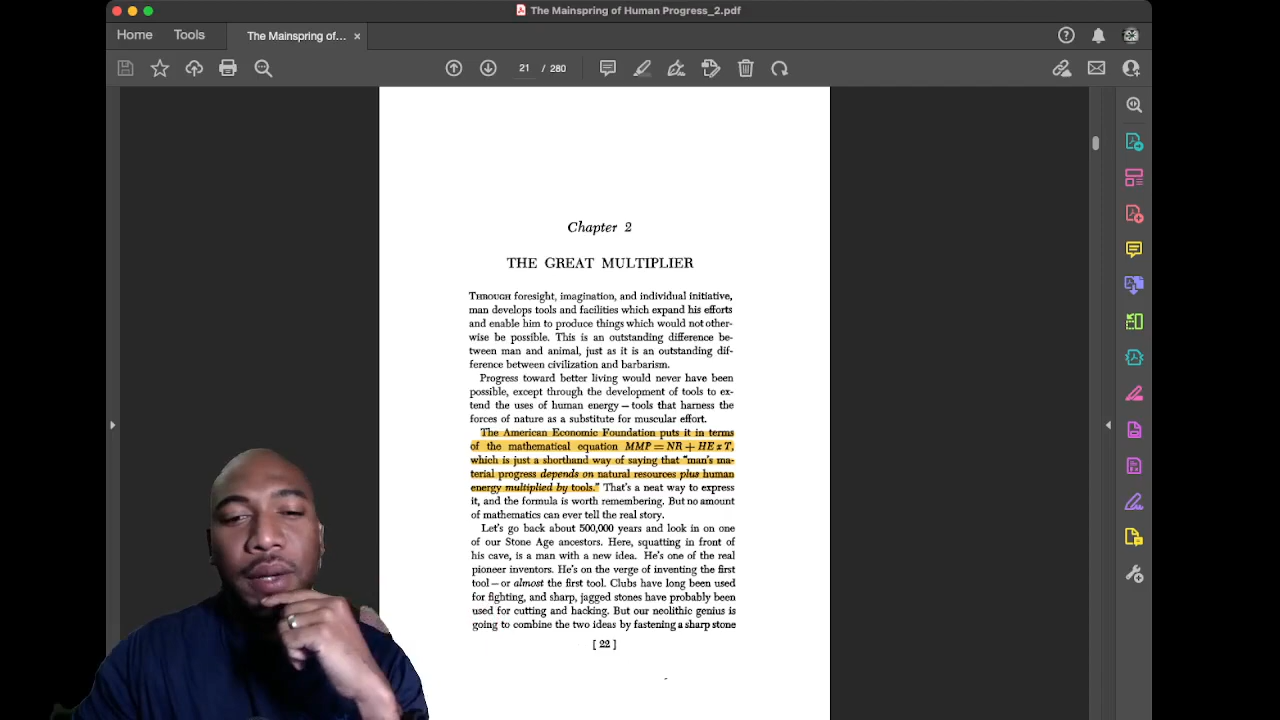 The Mainspring of Human Progress_2.pdf
Home Tools The Mainspring of... ×
21 / 280
Chapter 2
THE GREAT MULTIPLIER
THROUGH foresight, imagination, and individual initiative,
man develops tools and facilities which expand his efforts
and enable him to produce things which would not other-
wise be possible. This is an outstanding difference be-
tween man and animal, just as it is an outstanding dif-
ference between civilization and barbarism.
Progress toward better living would never have been
possible, except through the development of tools to ex-
tend the uses of human energy – tools that harness the
forces of nature as a substitute for muscular effort.
The American Economic Foundation puts it in terms
of the mathematical equation MMP = NR + HE x T,
which is just a shorthand way of saying that "man's ma-
terial progress depends on natural resources plus human
energy multiplied by tools." That's a neat way to express
it, and the formula is worth remembering. But no amount
of mathematics can ever tell the real story.
Let's go back about 500,000 years and look in on one
of our Stone Age ancestors. Here, squatting in front of
his cave, is a man with a new idea. He's one of the real
pioneer inventors. He's on the verge of inventing the first
tool – or almost the first tool. Clubs have long been used
for fighting, and sharp, jagged stones have probably been
used for cutting and hacking. But our neolithic genius is
going to combine the two ideas by fastening a sharp stone
[ 22 ]